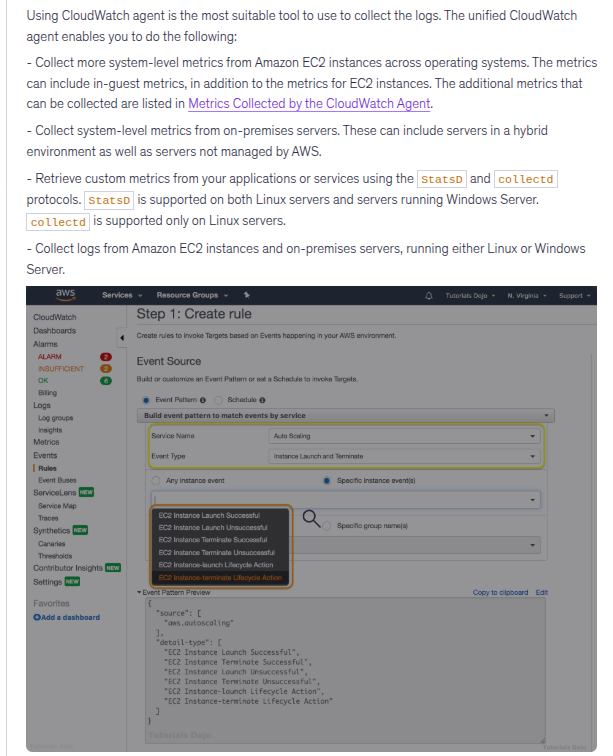 Using CloudWatch agent is the most suitable tool to use to collect the logs. The unified CloudWatch
agent enables you to do the following:
- Collect more system-level metrics from Amazon EC2 instances across operating systems. The metrics
can include in-guest metrics, in addition to the metrics for EC2 instances. The additional metrics that
can be collected are listed in Metrics Collected by the CloudWatch Agent.
- Collect system-level metrics from on-premises servers. These can include servers in a hybrid
environment as well as servers not managed by AWS.
- Retrieve custom metrics from your applications or services using the StatsD and collectd
protocols. StatsD is supported on both Linux servers and servers running Windows Server.
collectd is supported only on Linux servers.
- Collect logs from Amazon EC2 instances and on-premises servers, running either Linux or Windows
Server.
aws Services Resource Groups Tutorials Dojo N. Virginia Support
CloudWatch
Dashboards
Alarms
ALARM 2
INSUFFICIENT 2
OK 6
Billing
Logs
Log groups
Insights
Metrics
Events
Rules
Event Buses
ServiceLens NEW
Service Map
Traces
Synthetics NEW
Canaries
Thresholds
Contributor Insights NEW
Settings NEW
Favorites
Add a dashboard
Step 1: Create rule
Create rules to invoke Targets based on Events happening in your AWS environment.
Event Source
Build or customize an Event Pattern or set a Schedule to invoke Targets.
Event Pattern Schedule
Build event pattern to match events by service
Service Name Auto Scaling
Event Type Instance Launch and Terminate
Any instance event Specific instance event(s)
EC2 Instance Launch Successful
EC2 Instance Launch Unsuccessful
EC2 Instance Terminate Successful
EC2 Instance Terminate Unsuccessful
EC2 Instance-launch Lifecycle Action
EC2 Instance-terminate Lifecycle Action
Specific group name(s)
Event Pattern Preview Copy to clipboard Edit
{
"source": [
"aws.autoscaling"
],
"detail-type": [
"EC2 Instance Launch Successful",
"EC2 Instance Terminate Successful",
"EC2 Instance Launch Unsuccessful",
"EC2 Instance Terminate Unsuccessful",
"EC2 Instance-launch Lifecycle Action",
"EC2 Instance-terminate Lifecycle Action"
]
}
Tutorials Dojo
Tutorials Dojo